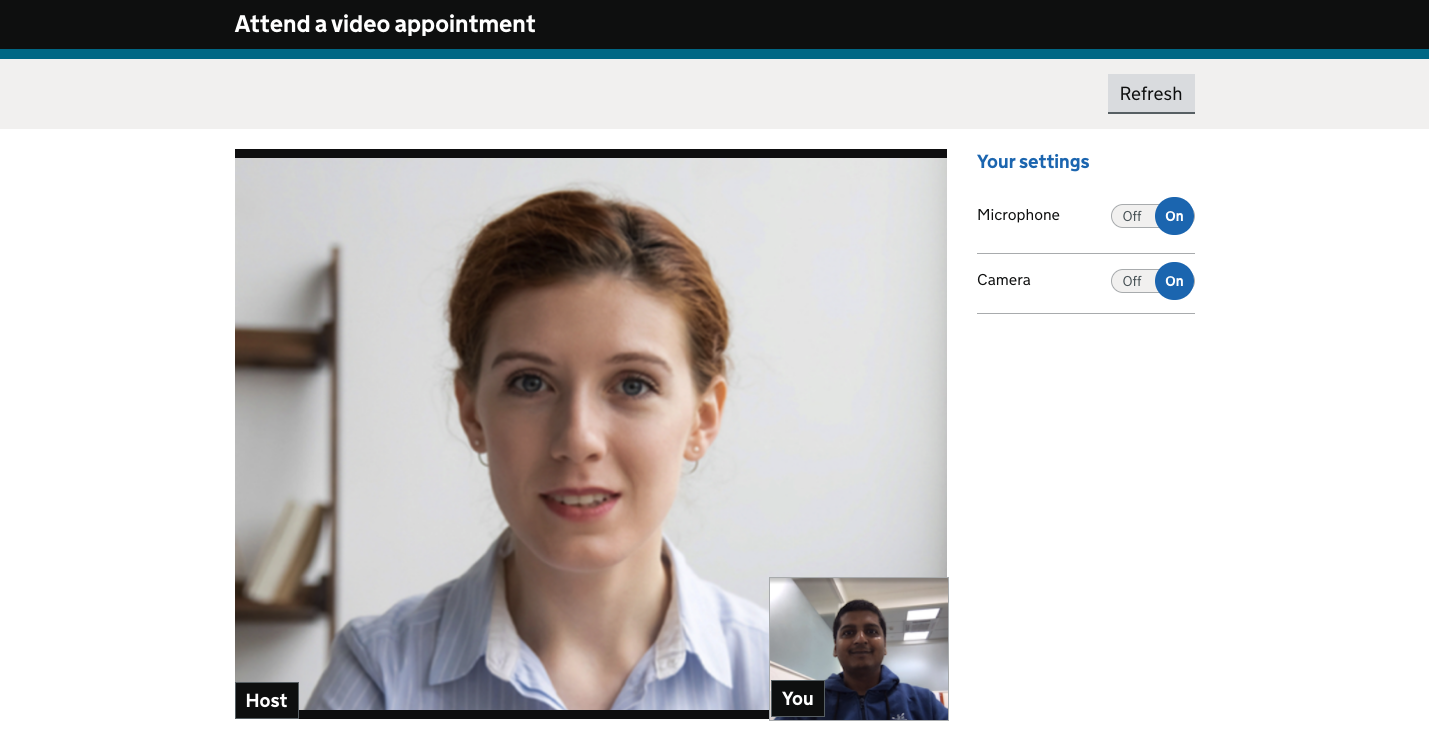 Attend a video appointment
Refresh
Your settings
Microphone
Off On
Camera
Off On
Host
You